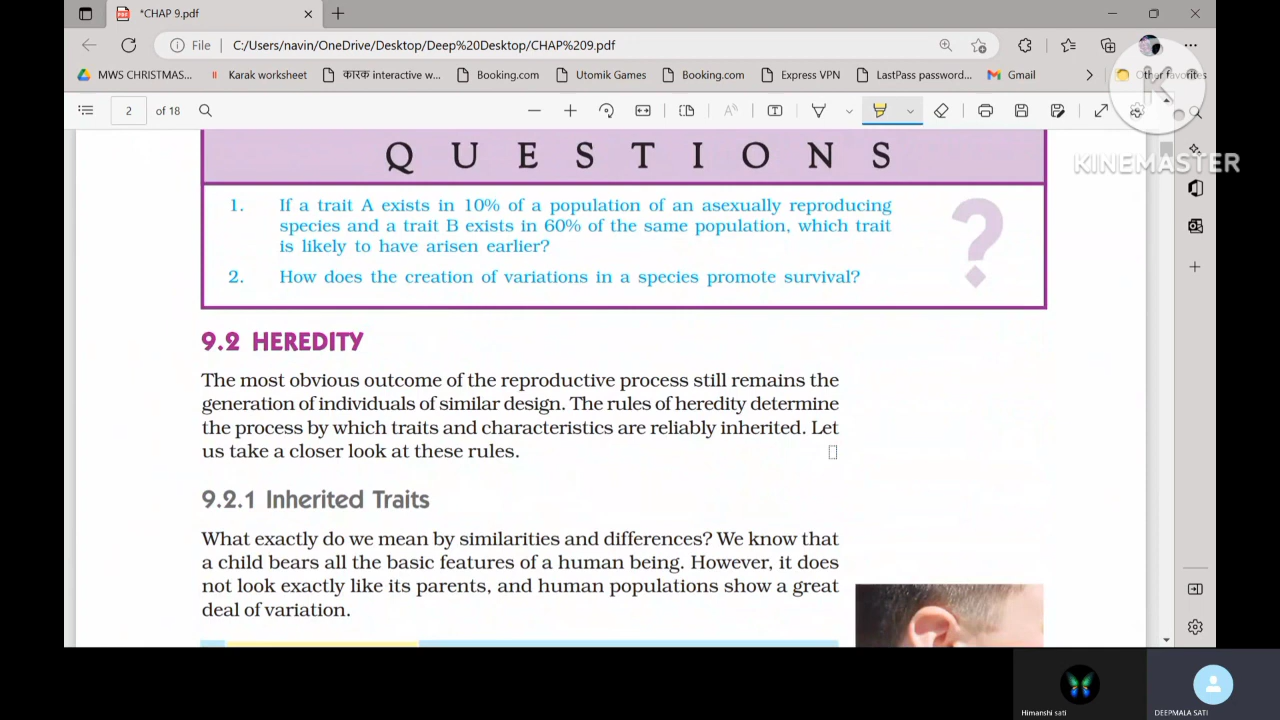 *CHAP 9.pdf
File C:/Users/navin/OneDrive/Desktop/Deep%20Desktop/CHAP%209.pdf
MWS CHRISTMAS... Karak worksheet कारक interactive w... Booking.com Utomik Games Booking.com Express VPN LastPass password... Gmail Other favorites
2 of 18
K
KINEMASTER
QUESTIONS
1. If a trait A exists in 10% of a population of an asexually reproducing
species and a trait B exists in 60% of the same population, which trait
is likely to have arisen earlier?
2. How does the creation of variations in a species promote survival?
?
9.2 HEREDITY
The most obvious outcome of the reproductive process still remains the
generation of individuals of similar design. The rules of heredity determine
the process by which traits and characteristics are reliably inherited. Let
us take a closer look at these rules.
9.2.1 Inherited Traits
What exactly do we mean by similarities and differences? We know that
a child bears all the basic features of a human being. However, it does
not look exactly like its parents, and human populations show a great
deal of variation.
Himanshi sati
DEEPMALA SATI